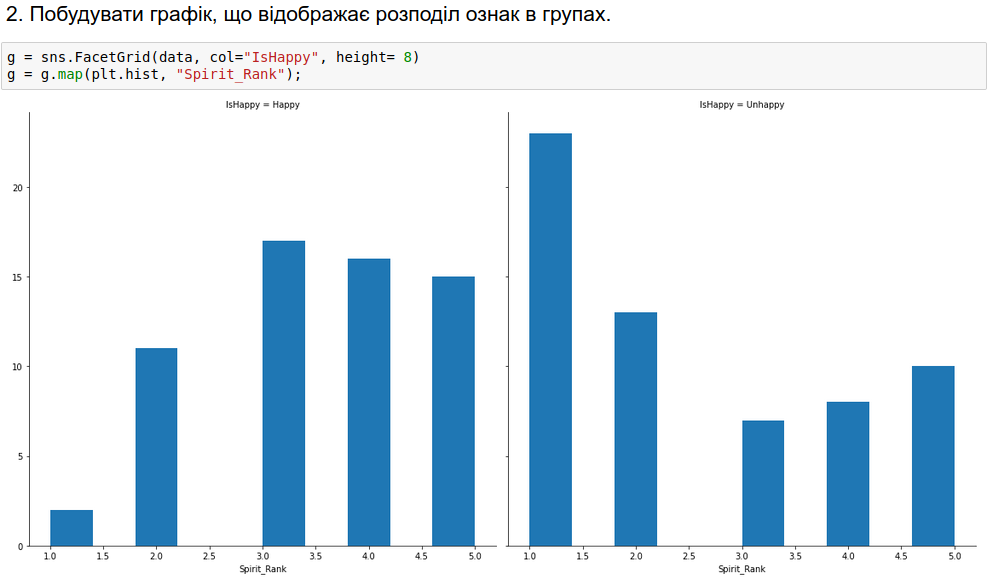 2. Побудувати графік, що відображає розподіл ознак в групах.
g = sns.FacetGrid(data, col="IsHappy", height= 8)
g = g.map(plt.hist, "Spirit_Rank");
IsHappy = Happy
IsHappy = Unhappy
20
15
10
5
0
1.0 1.5 2.0 2.5 3.0 3.5 4.0 4.5 5.0
1.0 1.5 2.0 2.5 3.0 3.5 4.0 4.5 5.0
Spirit_Rank
Spirit_Rank